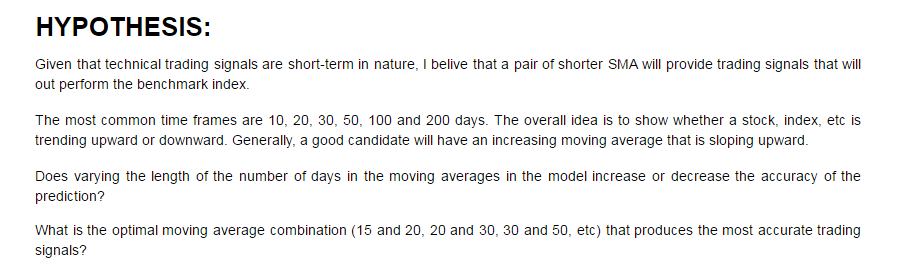 HYPOTHESIS:
Given that technical trading signals are short-term in nature, I belive that a pair of shorter SMA will provide trading signals that will
out perform the benchmark index.
The most common time frames are 10, 20, 30, 50, 100 and 200 days. The overall idea is to show whether a stock, index, etc is
trending upward or downward. Generally, a good candidate will have an increasing moving average that is sloping upward.
Does varying the length of the number of days in the moving averages in the model increase or decrease the accuracy of the
prediction?
What is the optimal moving average combination (15 and 20, 20 and 30, 30 and 50, etc) that produces the most accurate trading
signals?